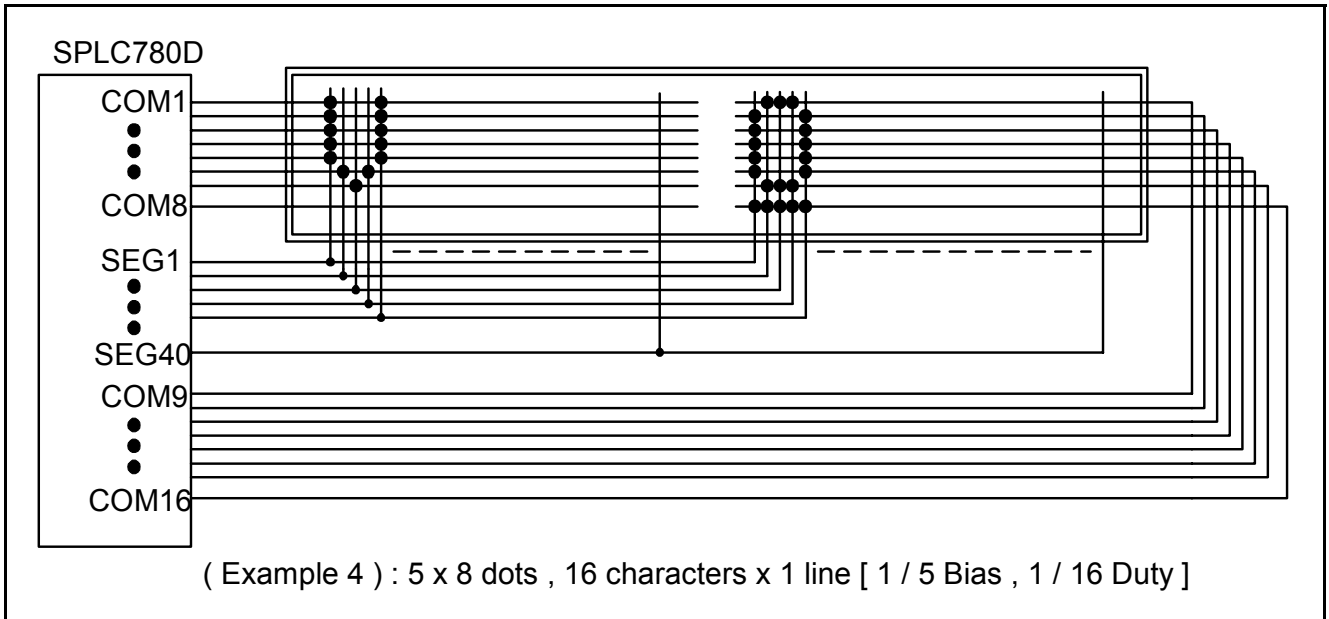 SPLC780D
COM1
COM8
SEG1
SEG40
COM9
COM16
( Example 4 ) : 5 x 8 dots , 16 characters x 1 line [ 1 / 5 Bias , 1 / 16 Duty ]